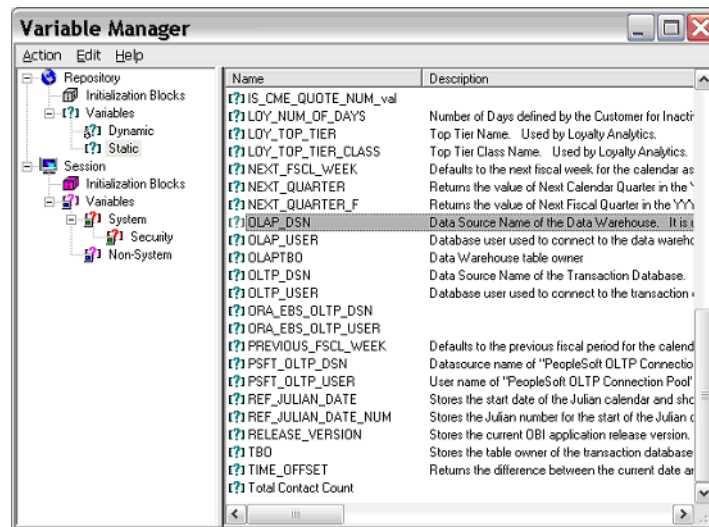 Variable Manager
Action Edit Help
Repository
Initialization Blocks
Variables
Dynamic
Static
Session
Initialization Blocks
Variables
System
Security
Non-System
Name Description
IS_CME_QUOTE_NUM_val
LOY_NUM_OF_DAYS Number of Days defined by the Customer for Inacti
LOY_TOP_TIER Top Tier Name. Used by Loyalty Analytics.
LOY_TOP_TIER_CLASS Top Tier Class Name. Used by Loyalty Analytics.
NEXT_FSCL_WEEK Defaults to the next fiscal week for the calendar as
NEXT_QUARTER Returns the value of Next Calendar Quarter in the
NEXT_QUARTER_F Returns the value of Next Fiscal Quarter in the
OLAP_DSN Data Source Name of the Data Warehouse. It is
OLAP_USER Database user used to connect to the data wareho
OLAPTBO Data Warehouse table owner
OLTP_DSN Data Source Name of the Transaction Database.
OLTP_USER Database user used to connect to the transaction
ORA_EBS_OLTP_DSN
ORA_EBS_OLTP_USER
PREVIOUS_FSCL_WEEK Defaults to the previous fiscal period for the calend
PSFT_OLTP_DSN Datasource name of "PeopleSoft OLTP Connectio
PSFT_OLTP_USER User name of "PeopleSoft OLTP Connection Pool"
REF_JULIAN_DATE Stores the start date of the Julian calendar and sho
REF_JULIAN_DATE_NUM Stores the Julian number for the start of the Julian
RELEASE_VERSION Stores the current OBI application release version.
TBO Stores the table owner of the transaction database
TIME_OFFSET Returns the difference between the current date
Total Contact Count